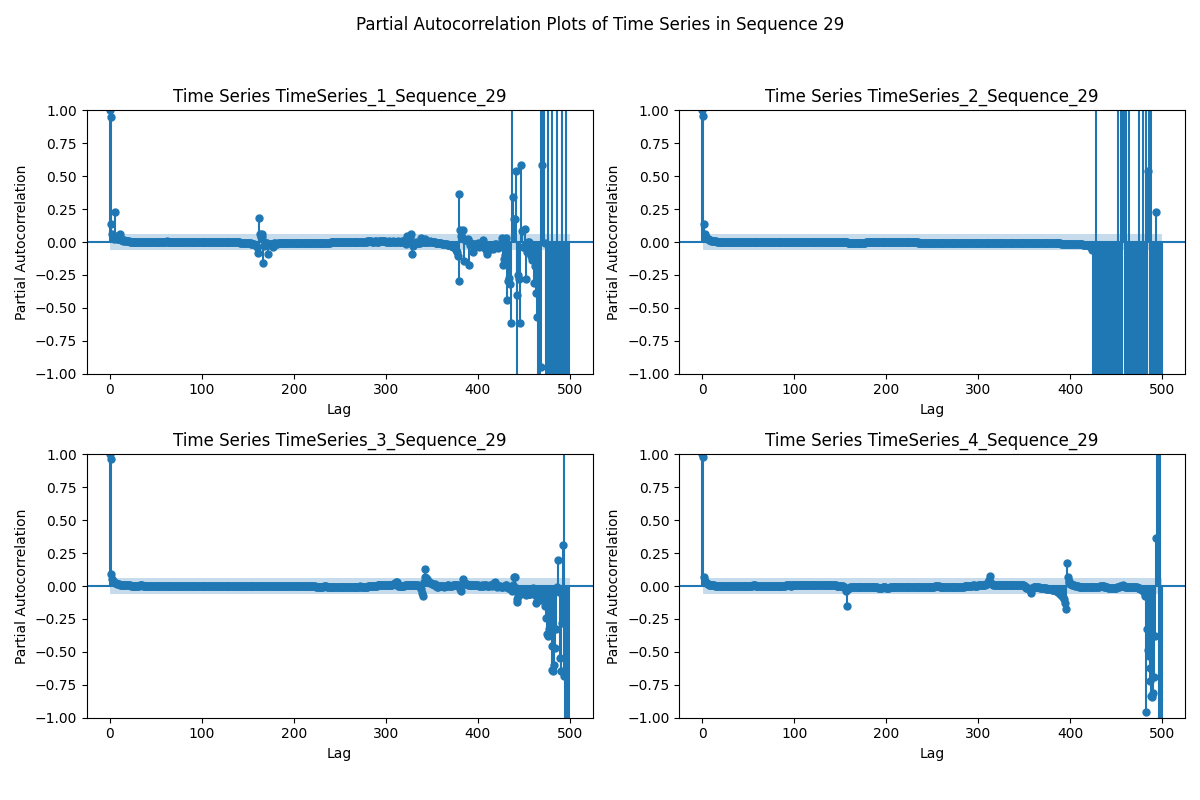 Partial Autocorrelation Plots of Time Series in Sequence 29
Time Series TimeSeries_1_Sequence_29
Time Series TimeSeries_2_Sequence_29
1.00
0.75
0.50
0.25
0.00
−0.25
−0.50
−0.75
−1.00
Partial Autocorrelation
0 100 200 300 400 500
Lag
1.00
0.75
0.50
0.25
0.00
−0.25
−0.50
−0.75
−1.00
Partial Autocorrelation
0 100 200 300 400 500
Lag
Time Series TimeSeries_3_Sequence_29
Time Series TimeSeries_4_Sequence_29
1.00
0.75
0.50
0.25
0.00
−0.25
−0.50
−0.75
−1.00
Partial Autocorrelation
0 100 200 300 400 500
Lag
1.00
0.75
0.50
0.25
0.00
−0.25
−0.50
−0.75
−1.00
Partial Autocorrelation
0 100 200 300 400 500
Lag